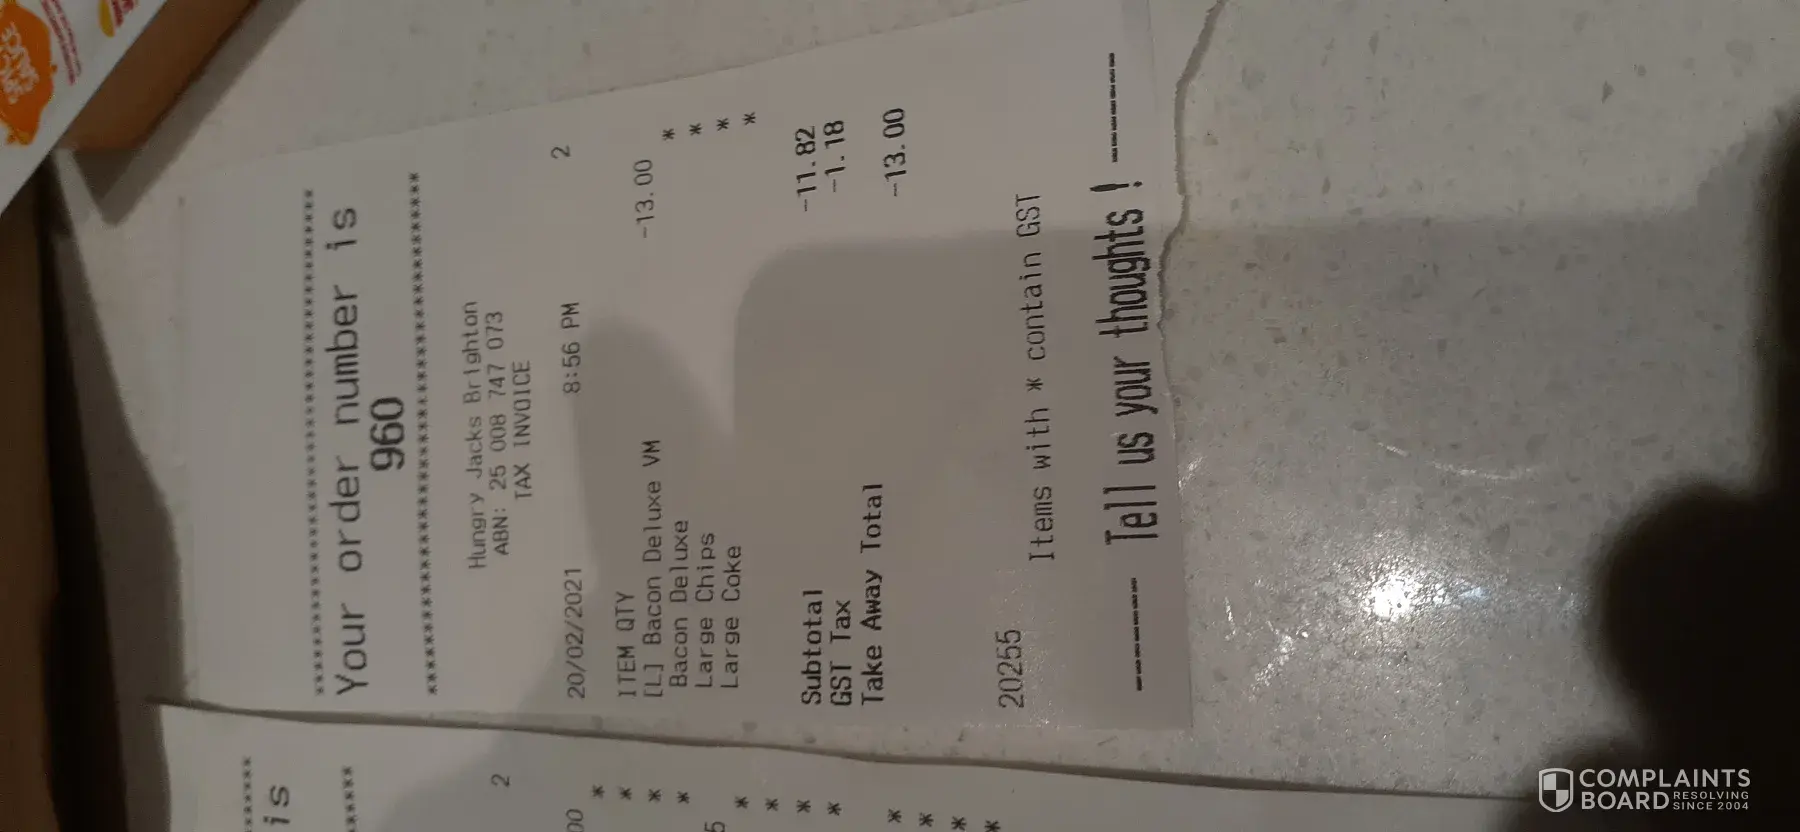 *************************************
Your order number is
960
*************************************
Hungry Jacks Brighton
ABN: 25 008 747 073
TAX INVOICE
20/02/2021 8:56 PM 2
ITEM QTY
[L] Bacon Deluxe VM -13.00
Bacon Deluxe *
Large Chips *
Large Coke *
*
Subtotal -11.82
GST Tax -1.18
Take Away Total -13.00
20255
Items with * contain GST
------ Tell us your thoughts ! ------
is
2
COMPLAINTS
BOARD RESOLVING
SINCE 2004